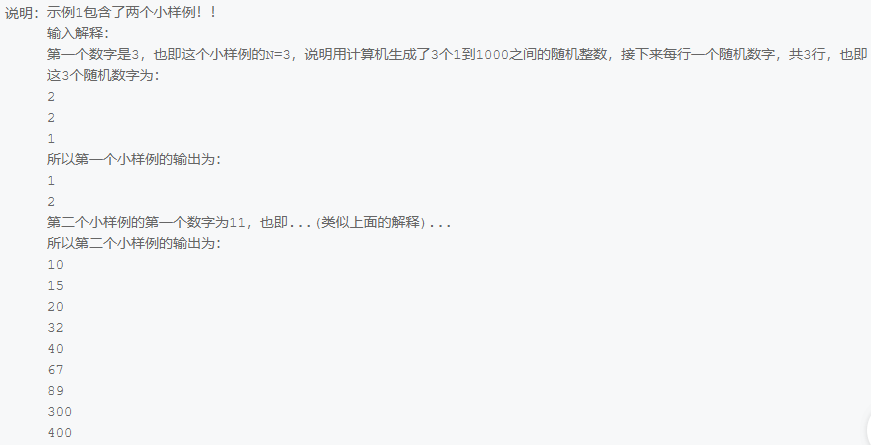 说明：示例1包含了两个小样例！！
输入解释：
第一个数字是3，也即这个小样例的N=3，说明用计算机生成了3个1到1000之间的随机整数，接下来每行一个随机数字，共3行，也即
这3个随机数字为：
2
2
1
所以第一个小样例的输出为：
1
2
第二个小样例的第一个数字为11，也即...(类似上面的解释)...
所以第二个小样例的输出为：
10
15
20
32
40
67
89
300
400